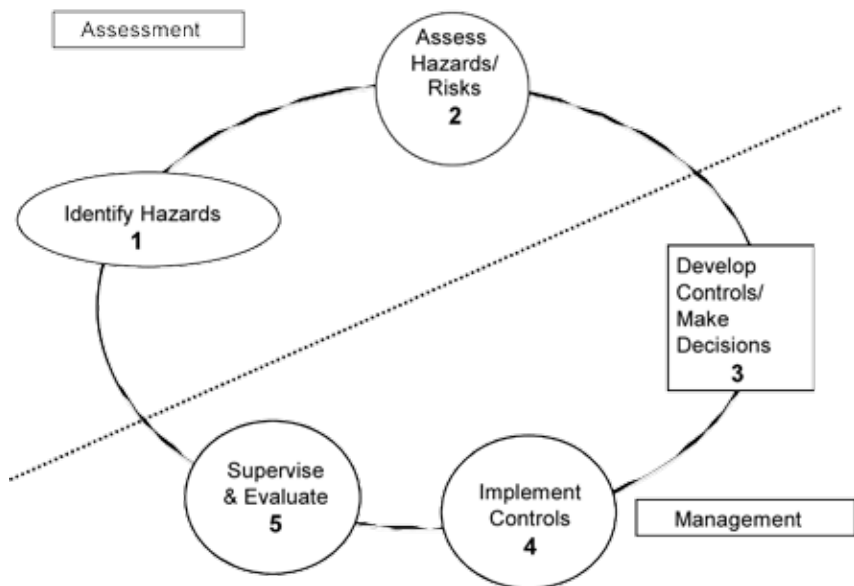 Assessment
Assess
Hazards/
Risks
2
Identify Hazards
1
Develop
Controls/
Make
Decisions
3
Supervise
& Evaluate
5
Implement
Controls
4
Management